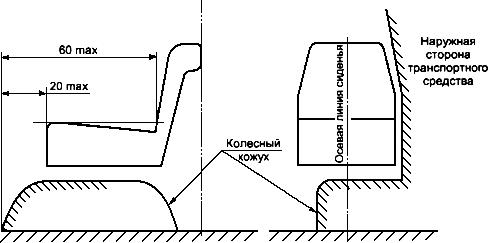 60 max
20 max
Колесный
кожух
Осевая линия сиденья
Наружная
сторона
транспортного
средства